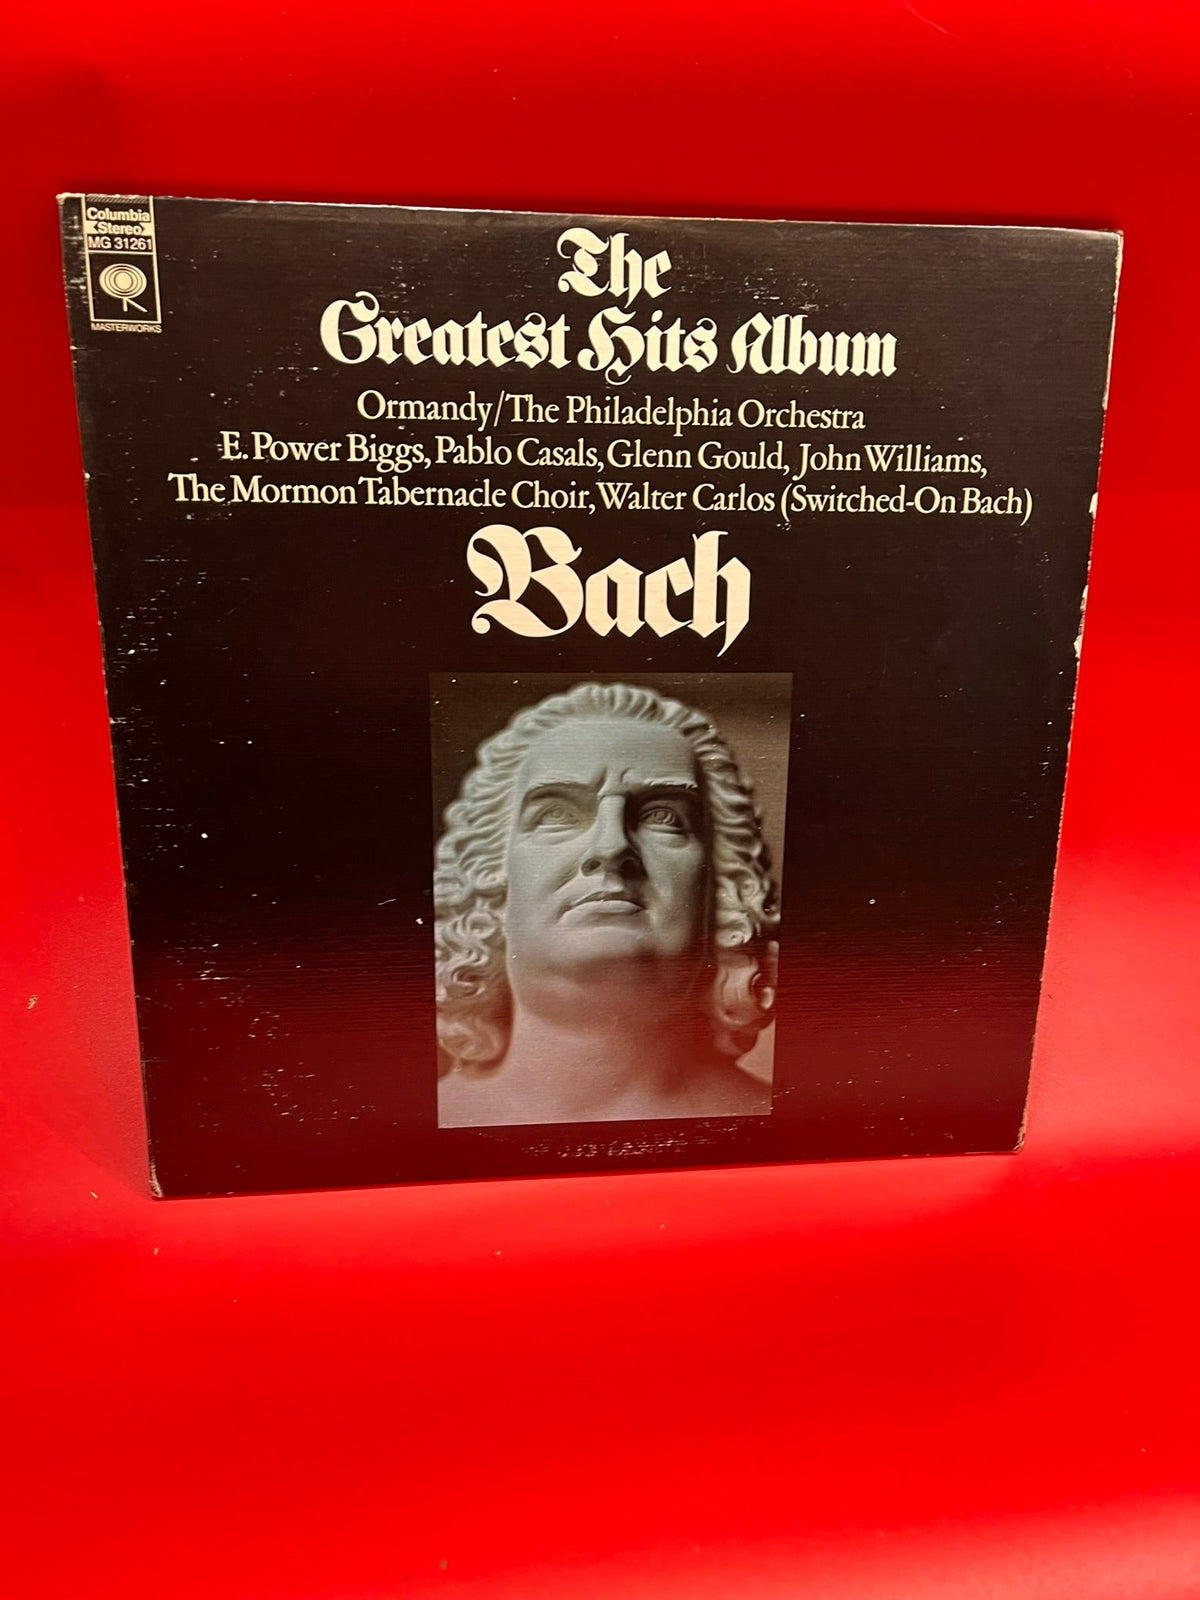 Columbia
Stereo
MG 31261
MASTERWORKS
The
Greatest Hits Album
Ormandy/The Philadelphia Orchestra
E. Power Biggs, Pablo Casals, Glenn Gould, John Williams,
The Mormon Tabernacle Choir, Walter Carlos (Switched-On Bach)
Bach